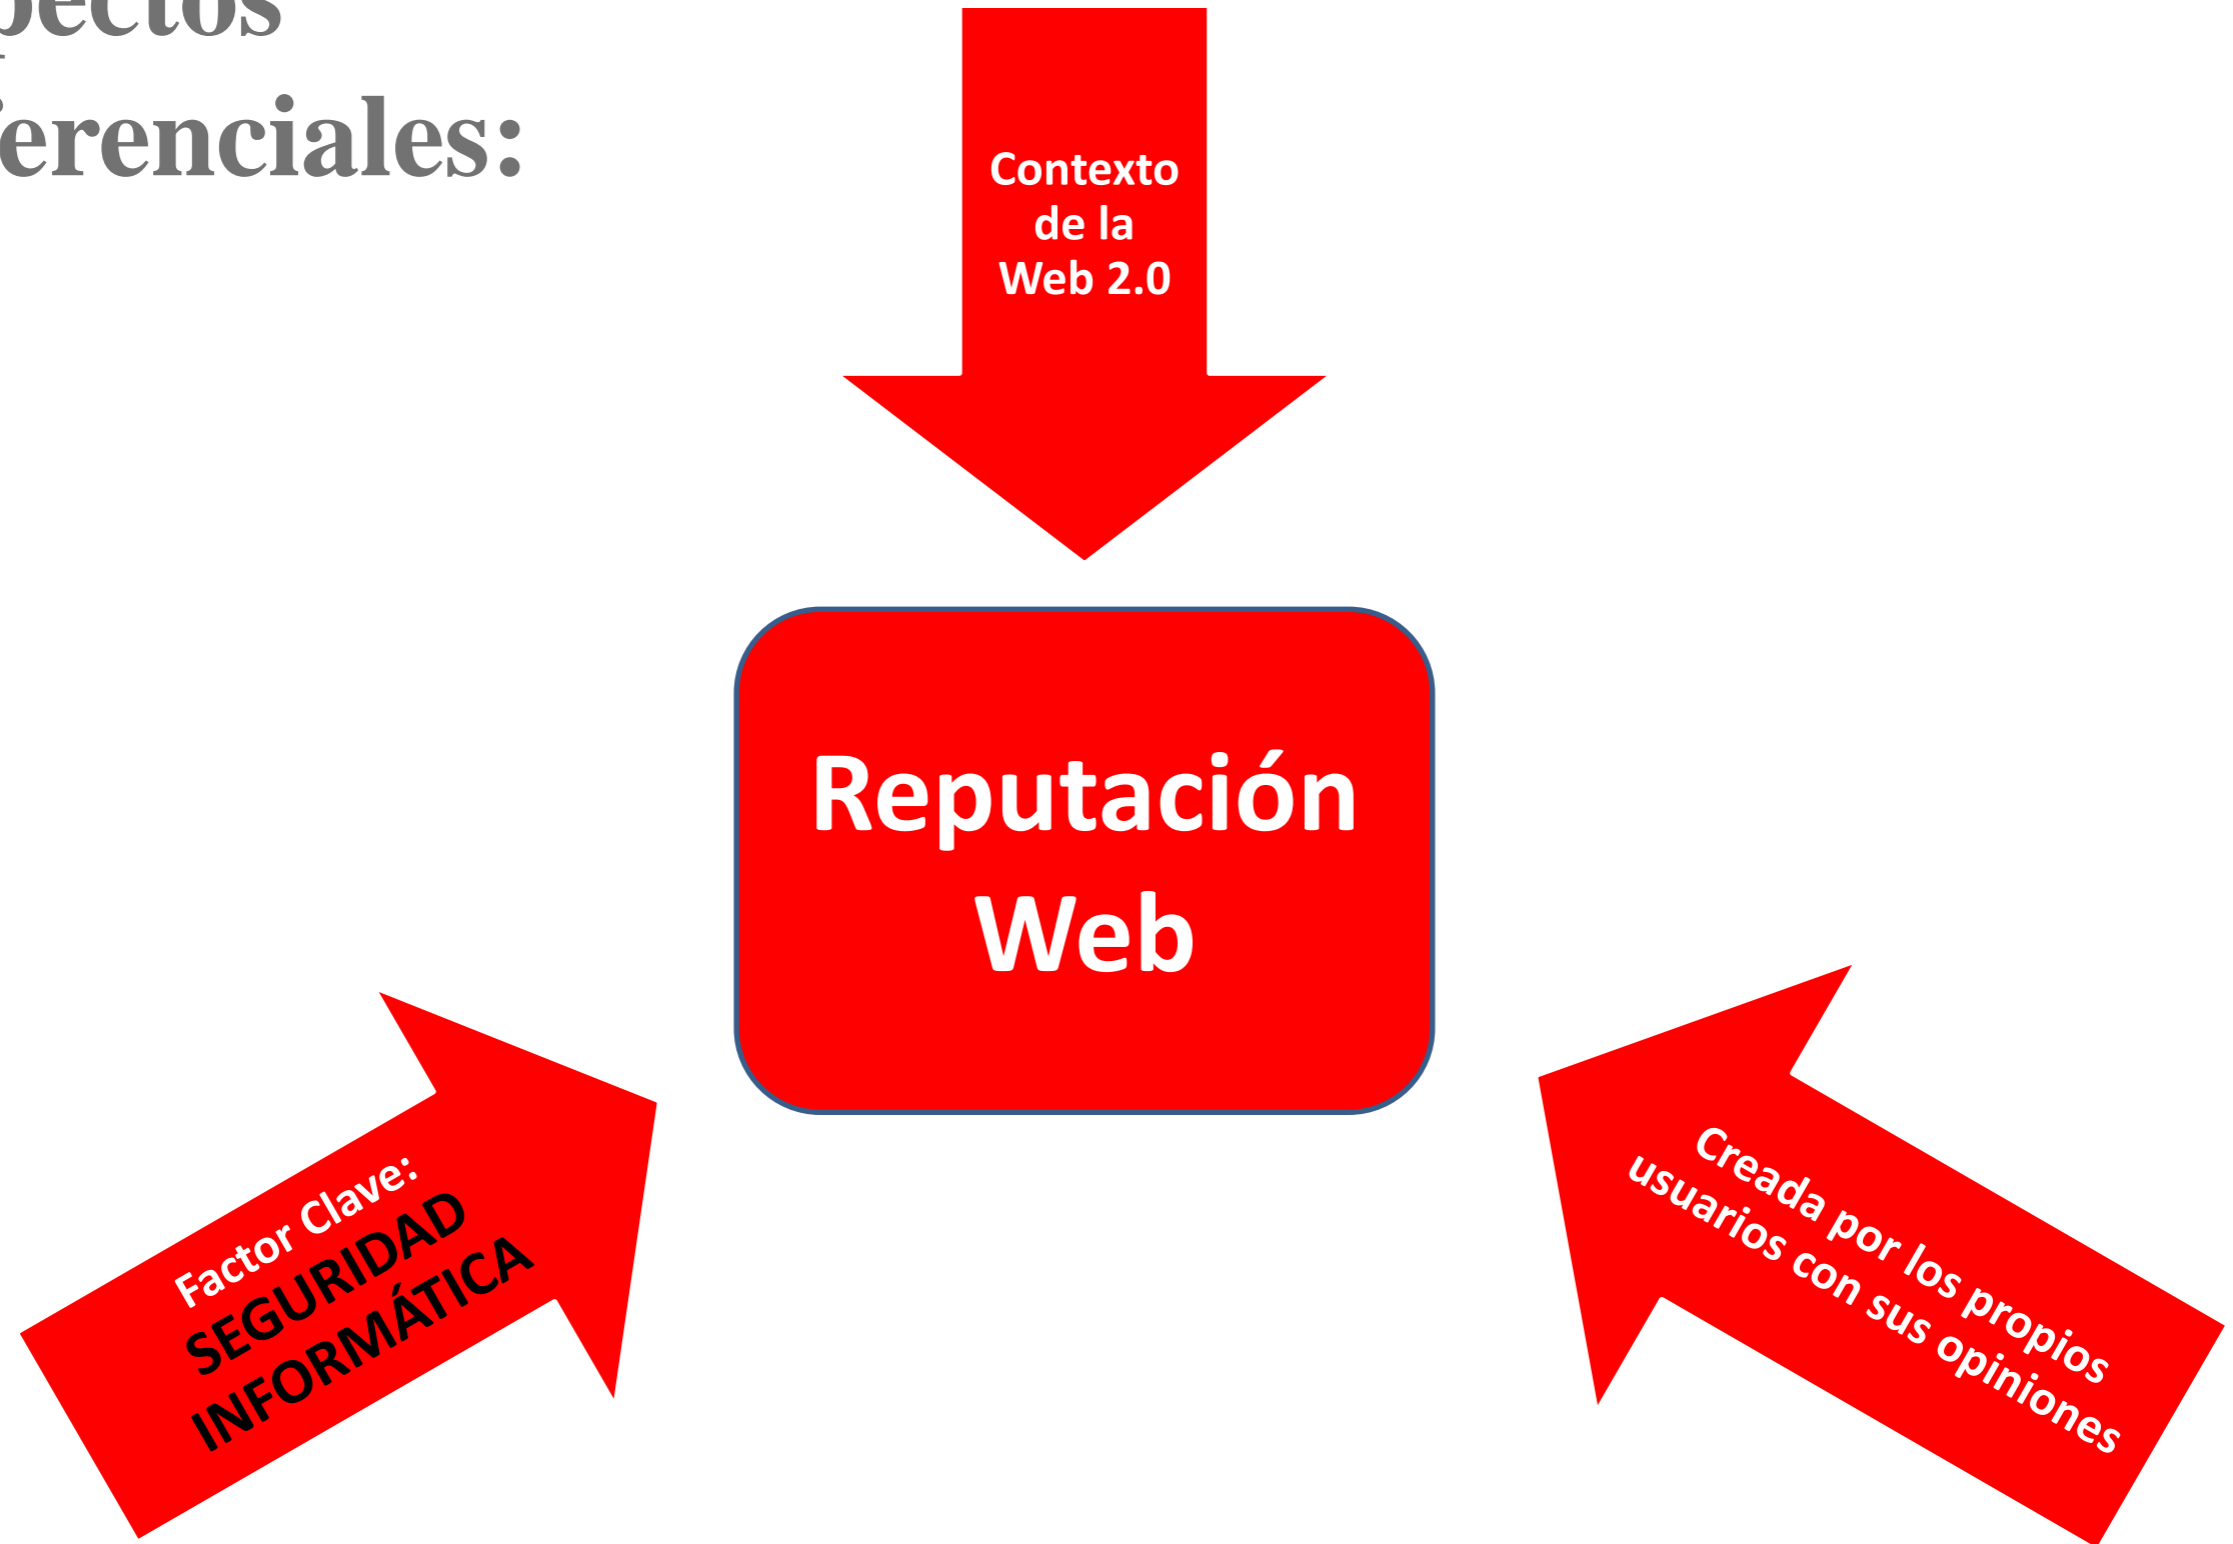 pectos
erenciales:
Contexto
de la
Web 2.0
Reputación
Web
Factor Clave:
SEGURIDAD
INFORMÁTICA
Creada por los propios
usuarios con sus opiniones